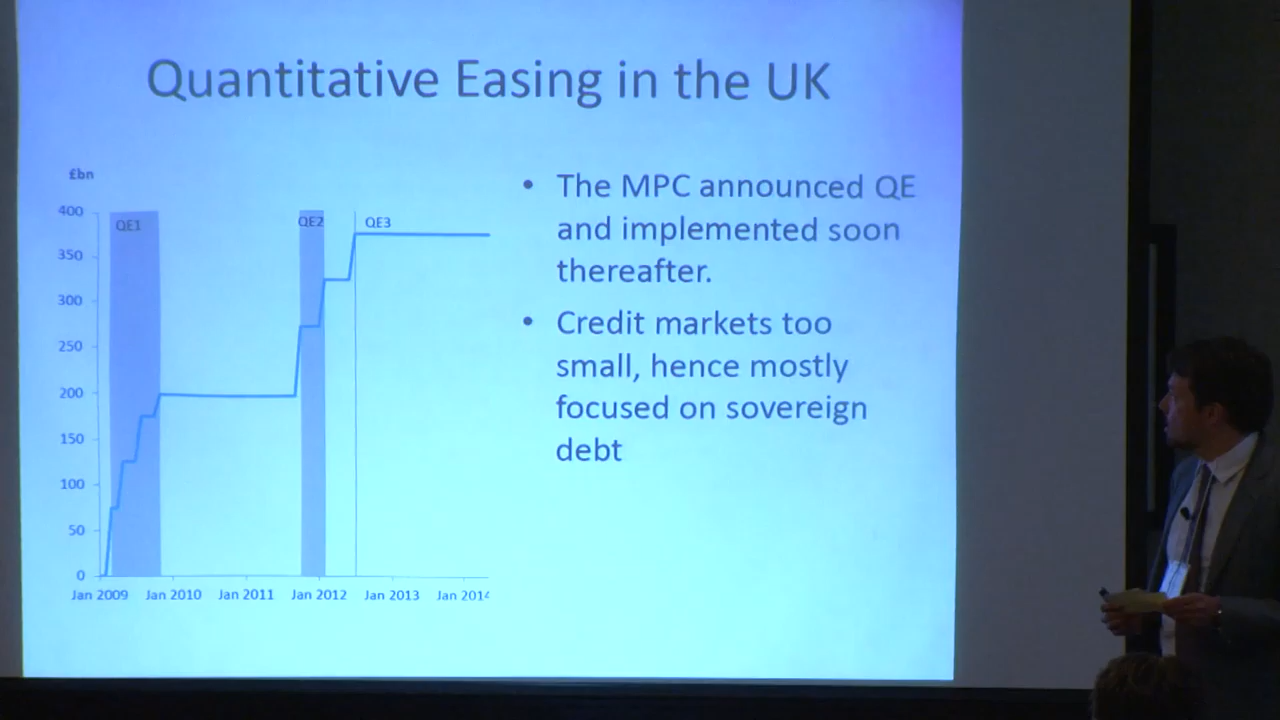 Quantitative Easing in the UK
£bn
400
350
300
250
200
150
100
50
0
QE1
QE2
QE3
Jan 2009
Jan 2010
Jan 2011
Jan 2012
Jan 2013
Jan 2014
• The MPC announced QE
and implemented soon
thereafter.
• Credit markets too
small, hence mostly
focused on sovereign
debt